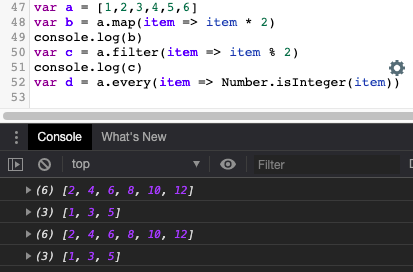 47 var a = [1,2,3,4,5,6]
48 var b = a.map(item => item * 2)
49 console.log(b)
50 var c = a.filter(item => item % 2)
51 console.log(c)
52 var d = a.every(item => Number.isInteger(item))
53
Console What's New
top Filter
(6) [2, 4, 6, 8, 10, 12]
(3) [1, 3, 5]
(6) [2, 4, 6, 8, 10, 12]
(3) [1, 3, 5]